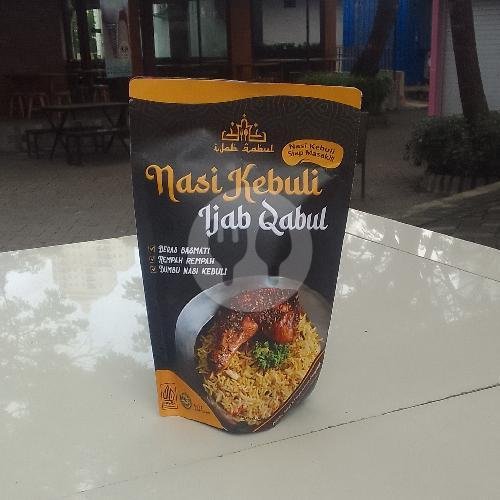 ijab Qabul
Nasi Kebuli
Siap Masak!!
Nasi Kebuli
Ijab Qabul
Beras Basmati
Rempah Rempah
Bumbu Nasi Kebuli